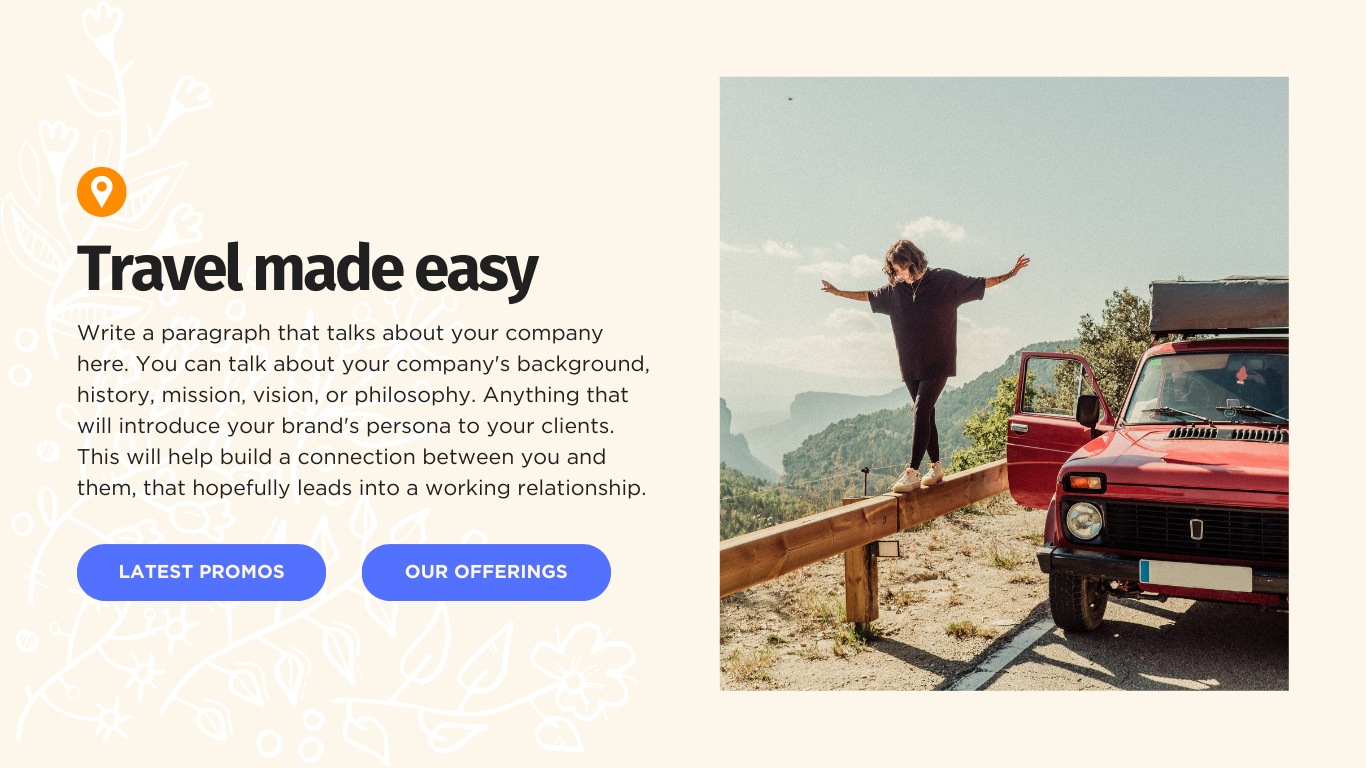 Travel made easy
Write a paragraph that talks about your company
here. You can talk about your company's background,
history, mission, vision, or philosophy. Anything that
will introduce your brand's persona to your clients.
This will help build a connection between you and
them, that hopefully leads into a working relationship.
LATEST PROMOS
OUR OFFERINGS